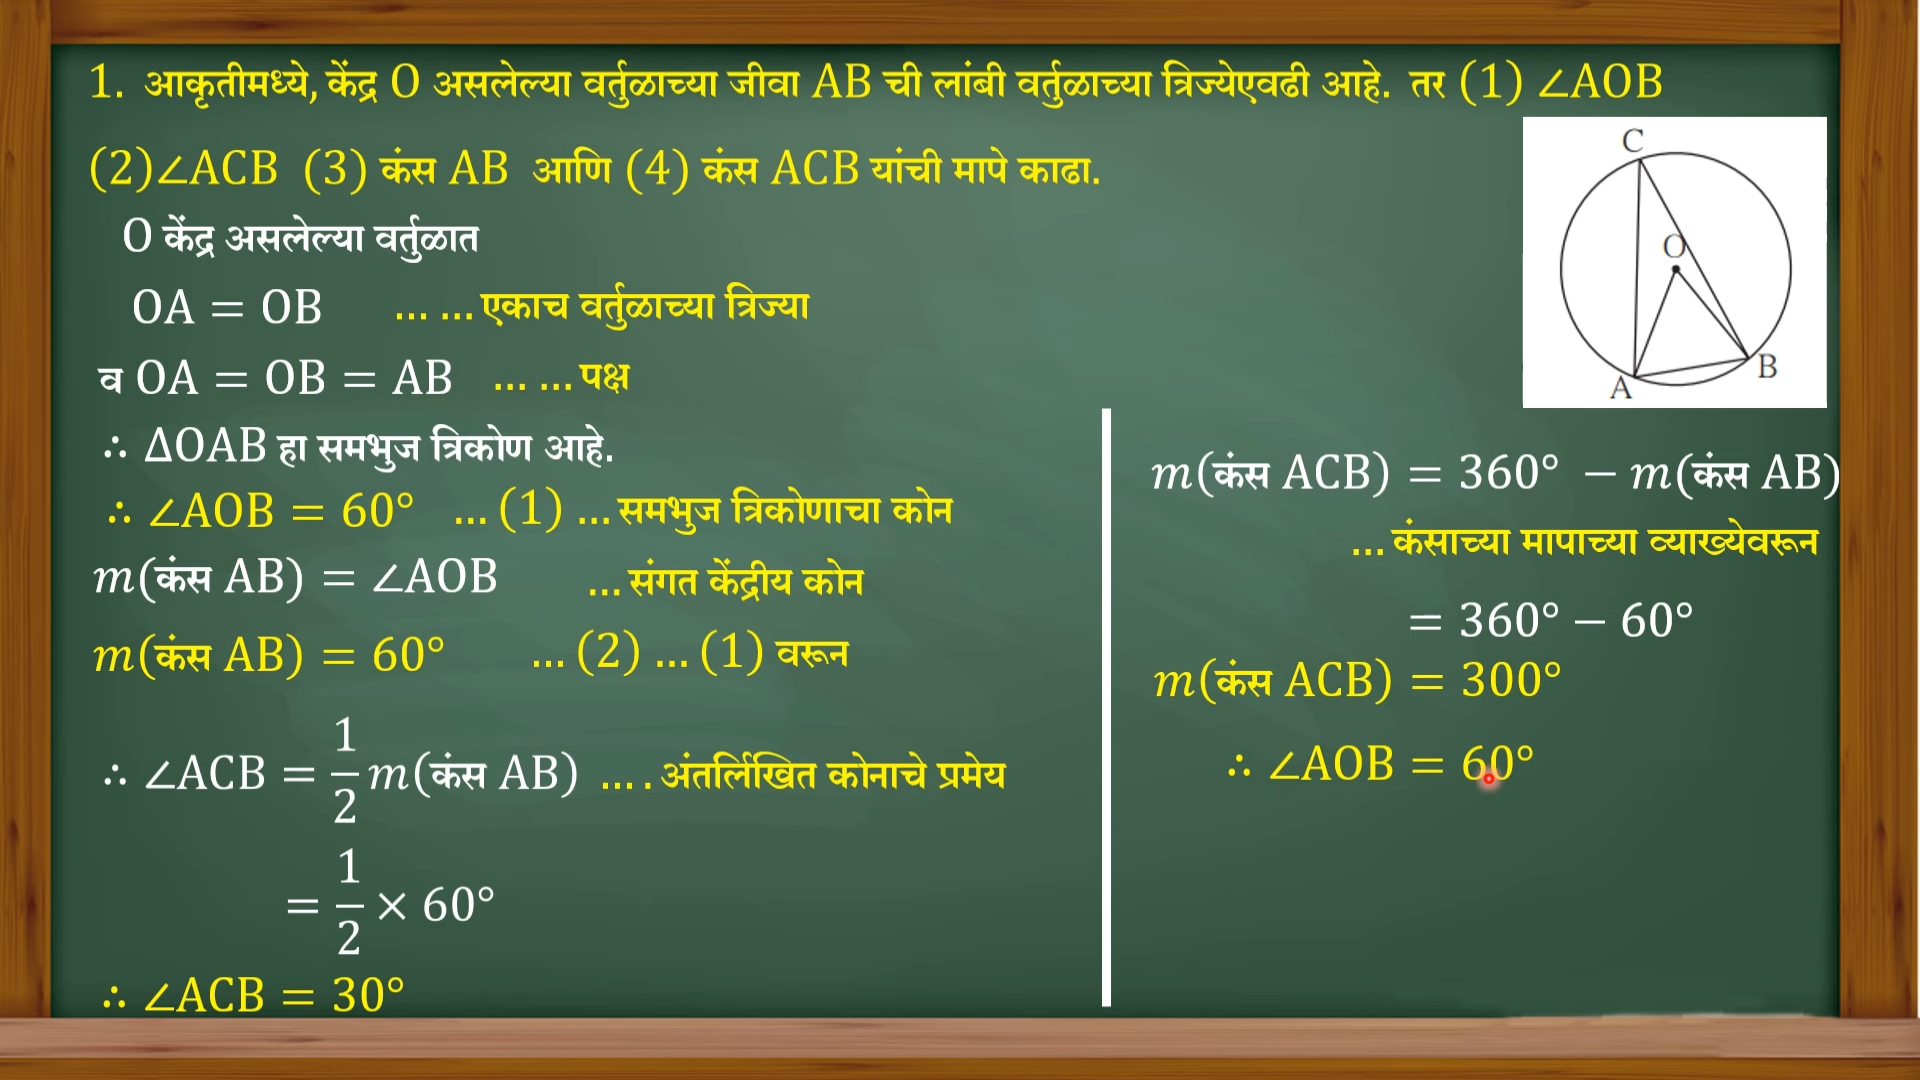 1. आकृतीमध्ये, केंद्र O असलेल्या वर्तुळाच्या जीवा AB ची लांबी वर्तुळाच्या त्रिज्येएवढी आहे. तर (1) ∠AOB
(2)∠ACB (3) कंस AB आणि (4) कंस ACB यांची मापे काढा.
O केंद्र असलेल्या वर्तुळात
OA = OB … … एकाच वर्तुळाच्या त्रिज्या
व OA = OB = AB … … पक्ष
∴ ΔOAB हा समभुज त्रिकोण आहे.
∴ ∠AOB = 60° … (1) … समभुज त्रिकोणाचा कोन
m(कंस AB) = ∠AOB … संगत केंद्रीय कोन
m(कंस AB) = 60° … (2) … (1) वरून
∴ ∠ACB = 1/2 m(कंस AB) … . अंतर्लिखित कोनाचे प्रमेय
= 1/2 × 60°
∴ ∠ACB = 30°
C
O
B
A
m(कंस ACB) = 360° − m(कंस AB)
… कंसाच्या मापाच्या व्याख्येवरून
= 360° − 60°
m(कंस ACB) = 300°
∴ ∠AOB = 60°